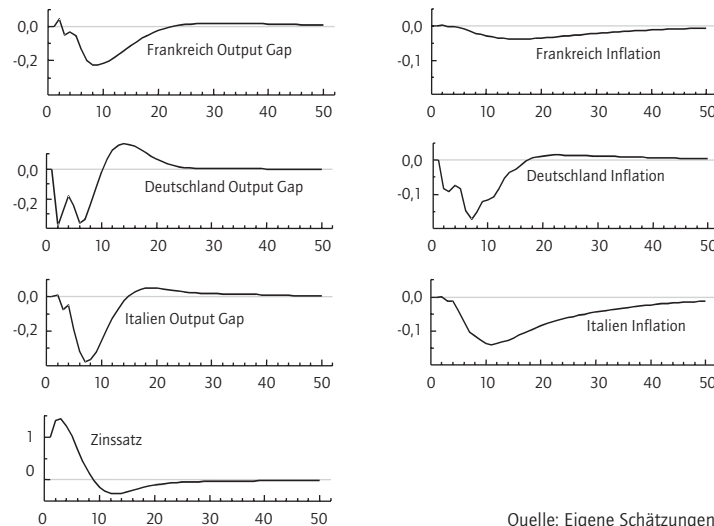 0,0
-0,2
Frankreich Output Gap
0 10 20 30 40 50
0,0
-0,1
Frankreich Inflation
0 10 20 30 40 50
0,0
-0,2
Deutschland Output Gap
0 10 20 30 40 50
0,0
-0,1
Deutschland Inflation
0 10 20 30 40 50
0,0
-0,2
Italien Output Gap
0 10 20 30 40 50
0,0
-0,1
Italien Inflation
0 10 20 30 40 50
1
0
Zinssatz
0 10 20 30 40 50
Quelle: Eigene Schätzungen